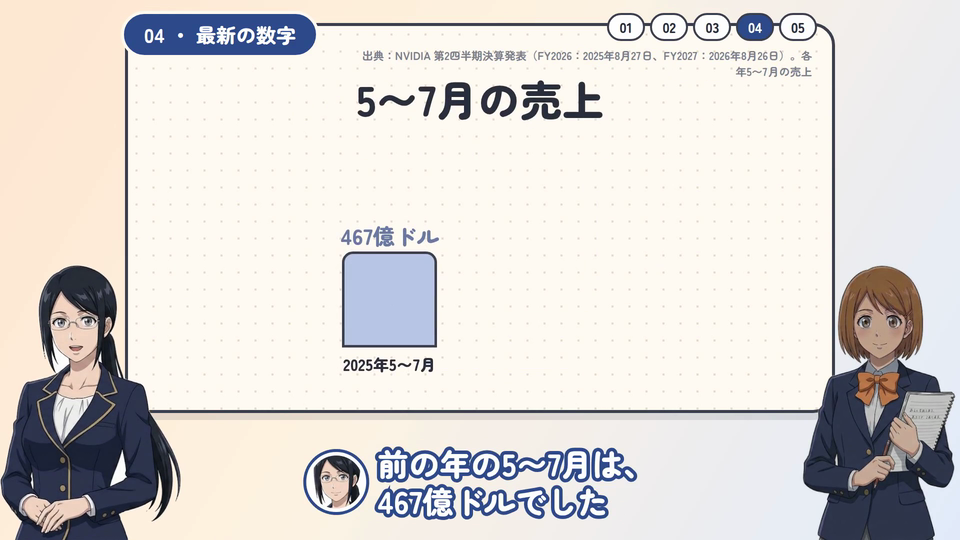 04 ・ 最新の数字
01 02 03 04 05
出典：NVIDIA 第2四半期決算発表（FY2026：2025年8月27日、FY2027：2026年8月26日）。各
年5〜7月の売上
5〜7月の売上
467億ドル
2025年5〜7月
前の年の5〜7月は、
467億ドルでした